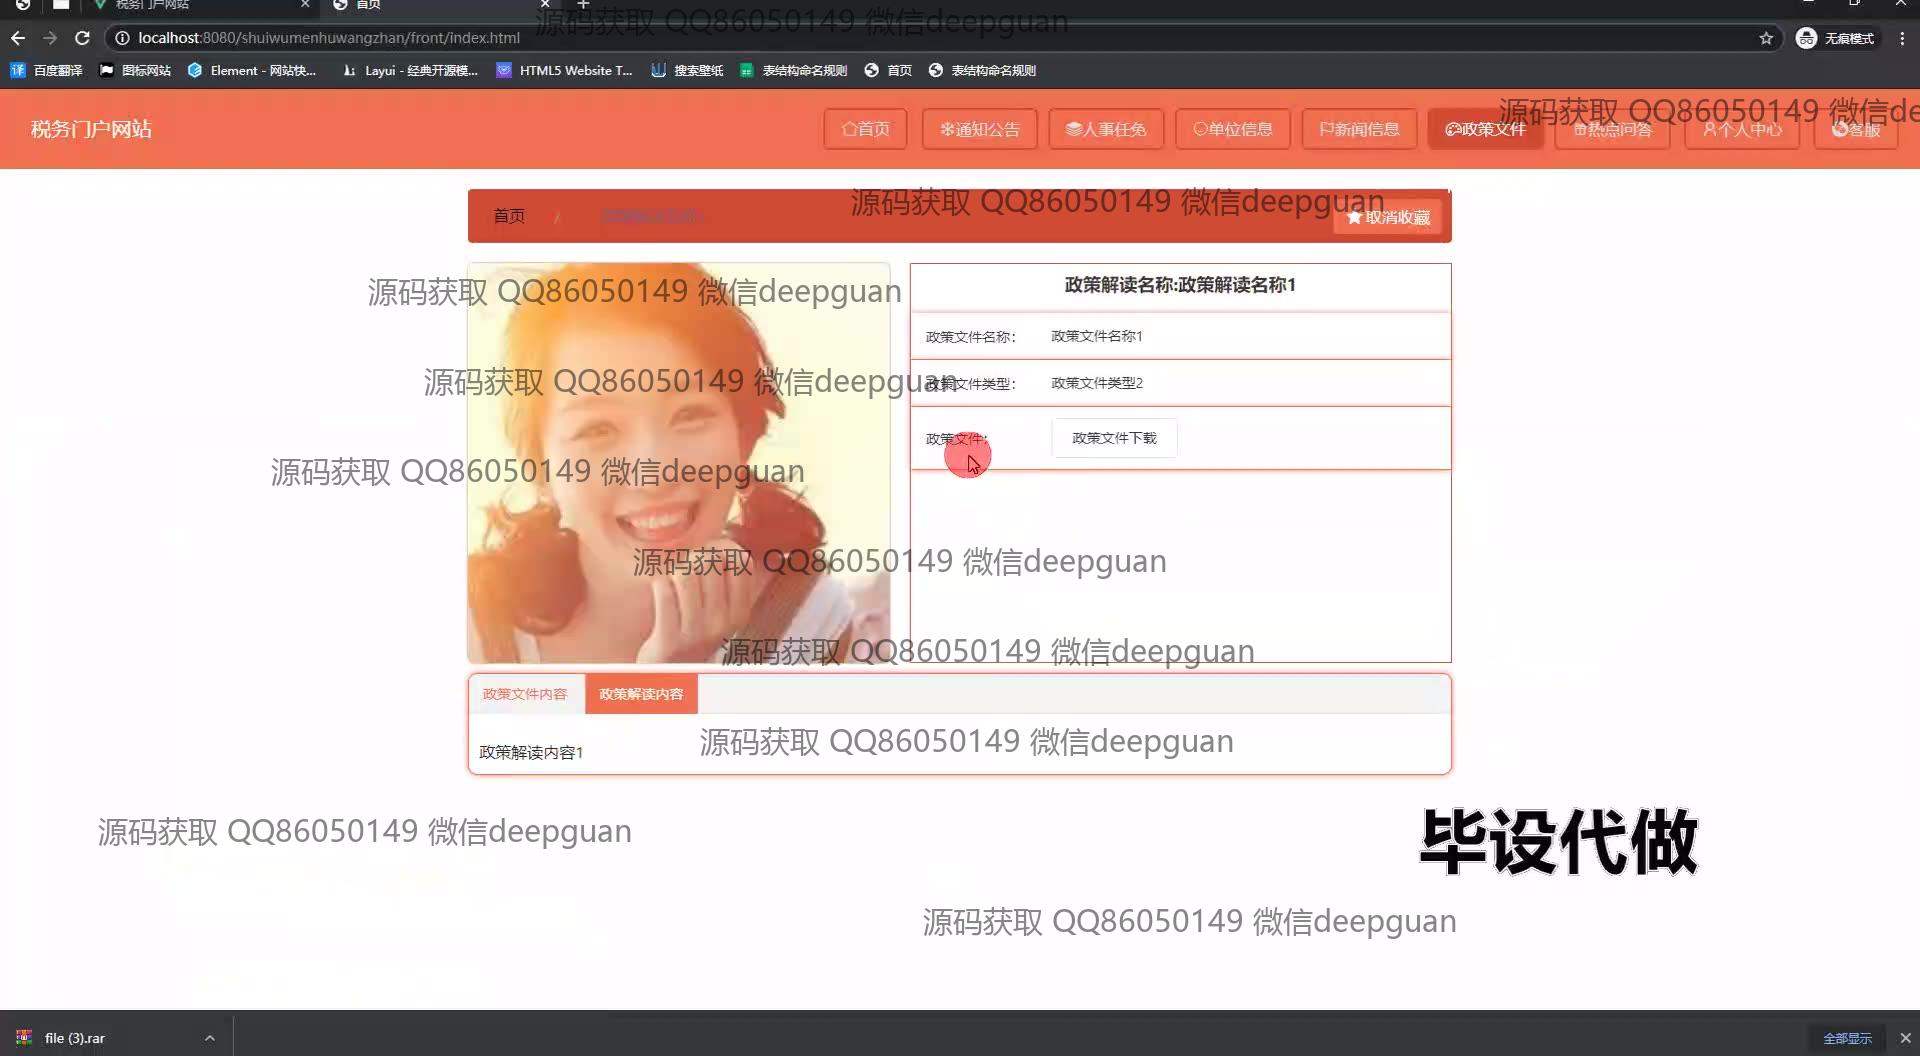 税务门户网站
首页
localhost:8080/shuiwumenhuwangzhan/front/index.html
无痕模式
百度翻译
图标网站
Element - 网站快...
Layui - 经典开源模...
HTML5 Website T...
搜索壁纸
表结构命名规则
首页
表结构命名规则
源码获取 QQ86050149 微信deepguan
税务门户网站
首页
通知公告
人事任免
单位信息
新闻信息
政策文件
热点问答
个人中心
客服
源码获取 QQ86050149 微信de
首页 /
源码获取 QQ86050149 微信deepguan
取消收藏
源码获取 QQ86050149 微信deepguan
政策解读名称:政策解读名称1
政策文件名称: 政策文件名称1
源码获取 QQ86050149 微信deepguan
政策文件类型: 政策文件类型2
政策文件: 政策文件下载
源码获取 QQ86050149 微信deepguan
源码获取 QQ86050149 微信deepguan
源码获取 QQ86050149 微信deepguan
政策文件内容
政策解读内容
政策解读内容1
源码获取 QQ86050149 微信deepguan
源码获取 QQ86050149 微信deepguan
毕设代做
源码获取 QQ86050149 微信deepguan
file (3).rar
全部显示